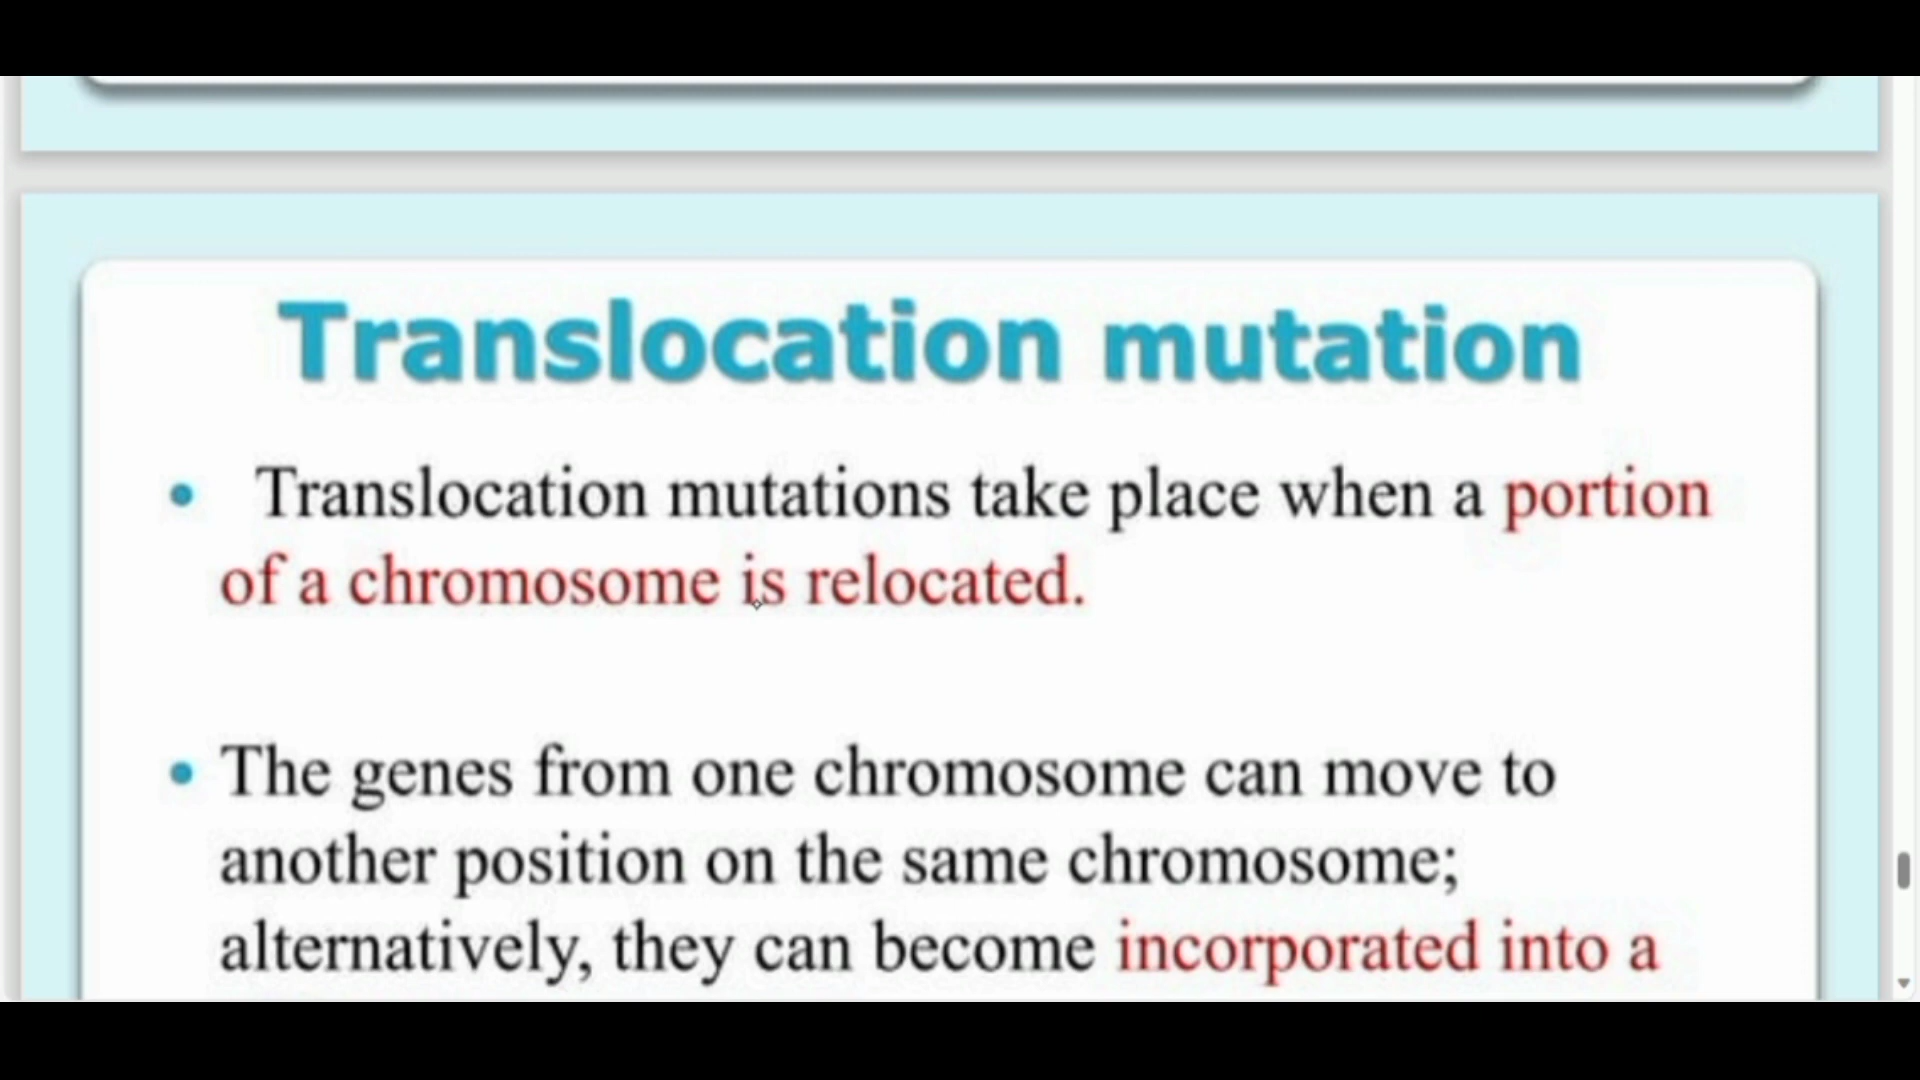 Translocation mutation
• Translocation mutations take place when a portion
of a chromosome is relocated.
• The genes from one chromosome can move to
another position on the same chromosome;
alternatively, they can become incorporated into a